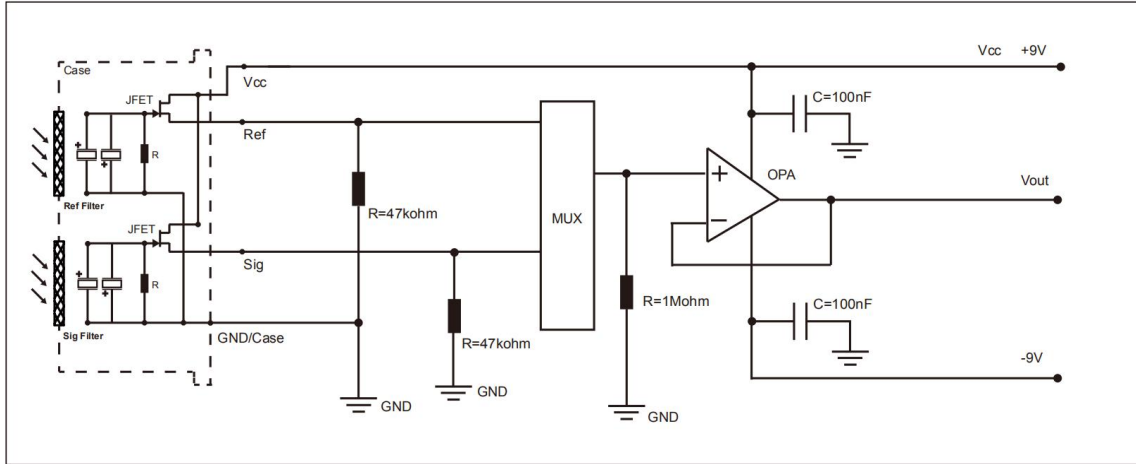 Case
Vcc +9V
Vcc
JFET
C=100nF
+
+
R
Ref
Ref Filter
OPA
+
−
Vout
MUX
R=47kohm
JFET
Sig
+
+
R
R=1Mohm
Sig Filter
GND/Case
R=47kohm
C=100nF
-9V
GND
GND
GND